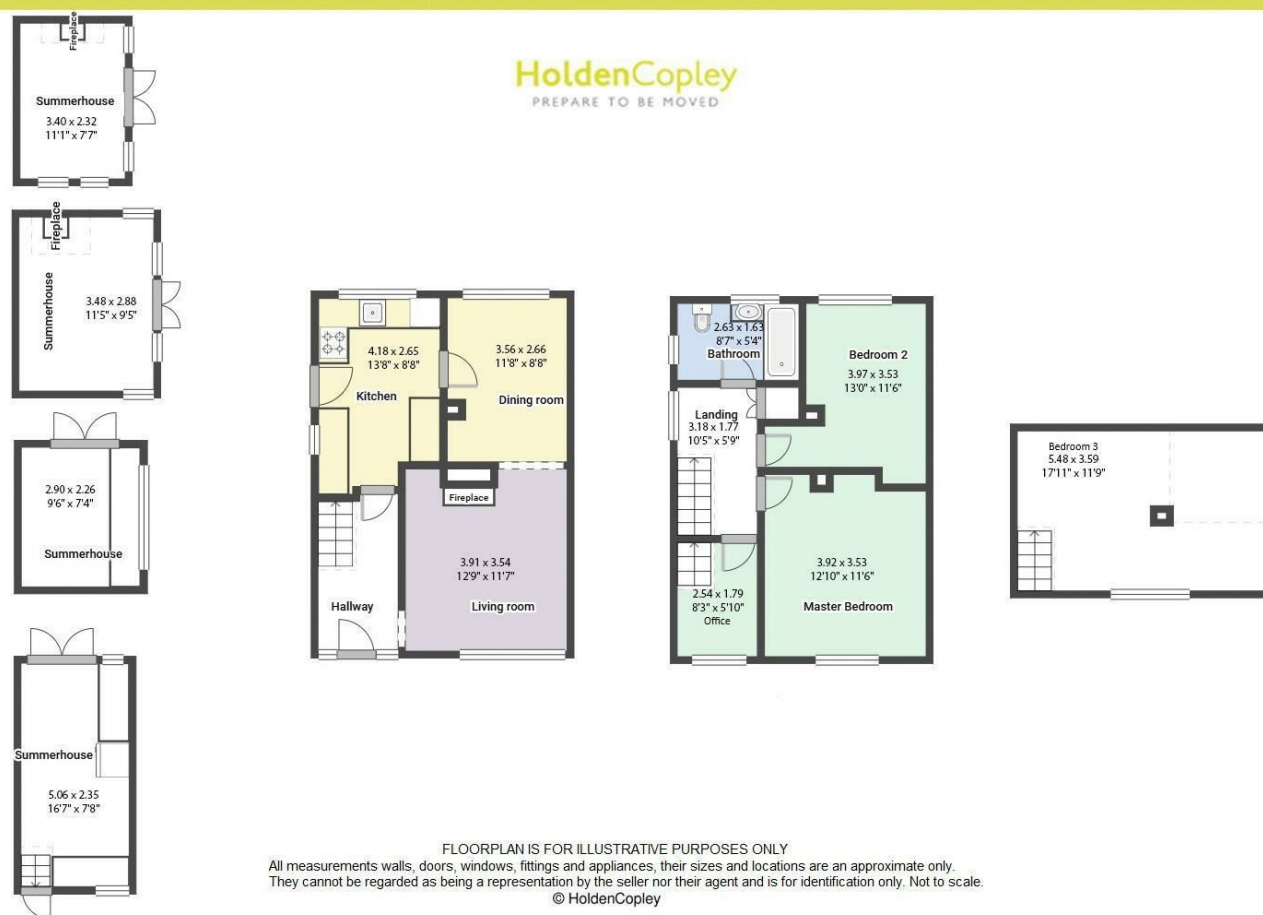 HoldenCopley
PREPARE TO BE MOVED
Fireplace
Summerhouse
3.40 x 2.32
11'1" x 7'7"
Fireplace
Summerhouse
3.48 x 2.88
11'5" x 9'5"
2.90 x 2.26
9'6" x 7'4"
Summerhouse
Summerhouse
5.06 x 2.35
16'7" x 7'8"
4.18 x 2.65
13'8" x 8'8"
Kitchen
3.56 x 2.66
11'8" x 8'8"
Dining room
Fireplace
3.91 x 3.54
12'9" x 11'7"
Living room
Hallway
2.63 x 1.63
8'7" x 5'4"
Bathroom
Bedroom 2
3.97 x 3.53
13'0" x 11'6"
Landing
3.18 x 1.77
10'5" x 5'9"
3.92 x 3.53
12'10" x 11'6"
Master Bedroom
2.54 x 1.79
8'3" x 5'10"
Office
Bedroom 3
5.48 x 3.59
17'11" x 11'9"
FLOORPLAN IS FOR ILLUSTRATIVE PURPOSES ONLY
All measurements walls, doors, windows, fittings and appliances, their sizes and locations are an approximate only.
They cannot be regarded as being a representation by the seller nor their agent and is for identification only. Not to scale.
© HoldenCopley